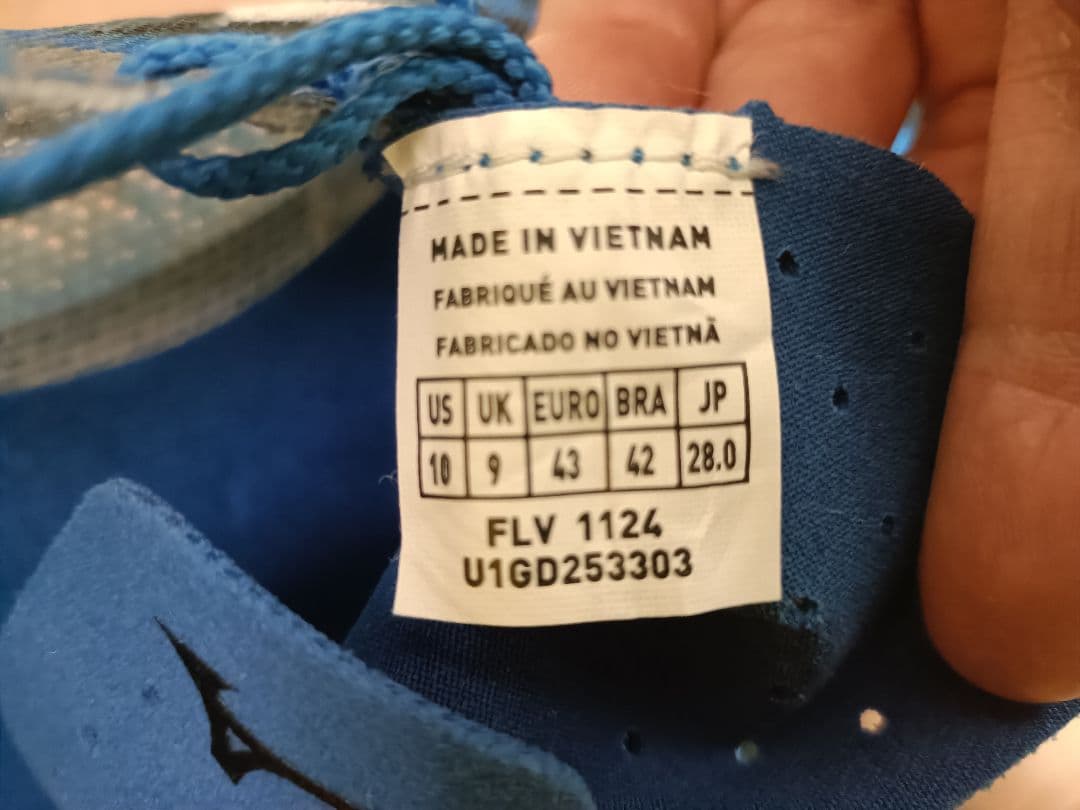 MADE IN VIETNAM
FABRIQUÉ AU VIETNAM
FABRICADO NO VIETNÃ
US UK EURO BRA JP
10 9 43 42 28.0
FLV 1124
U1GD253303